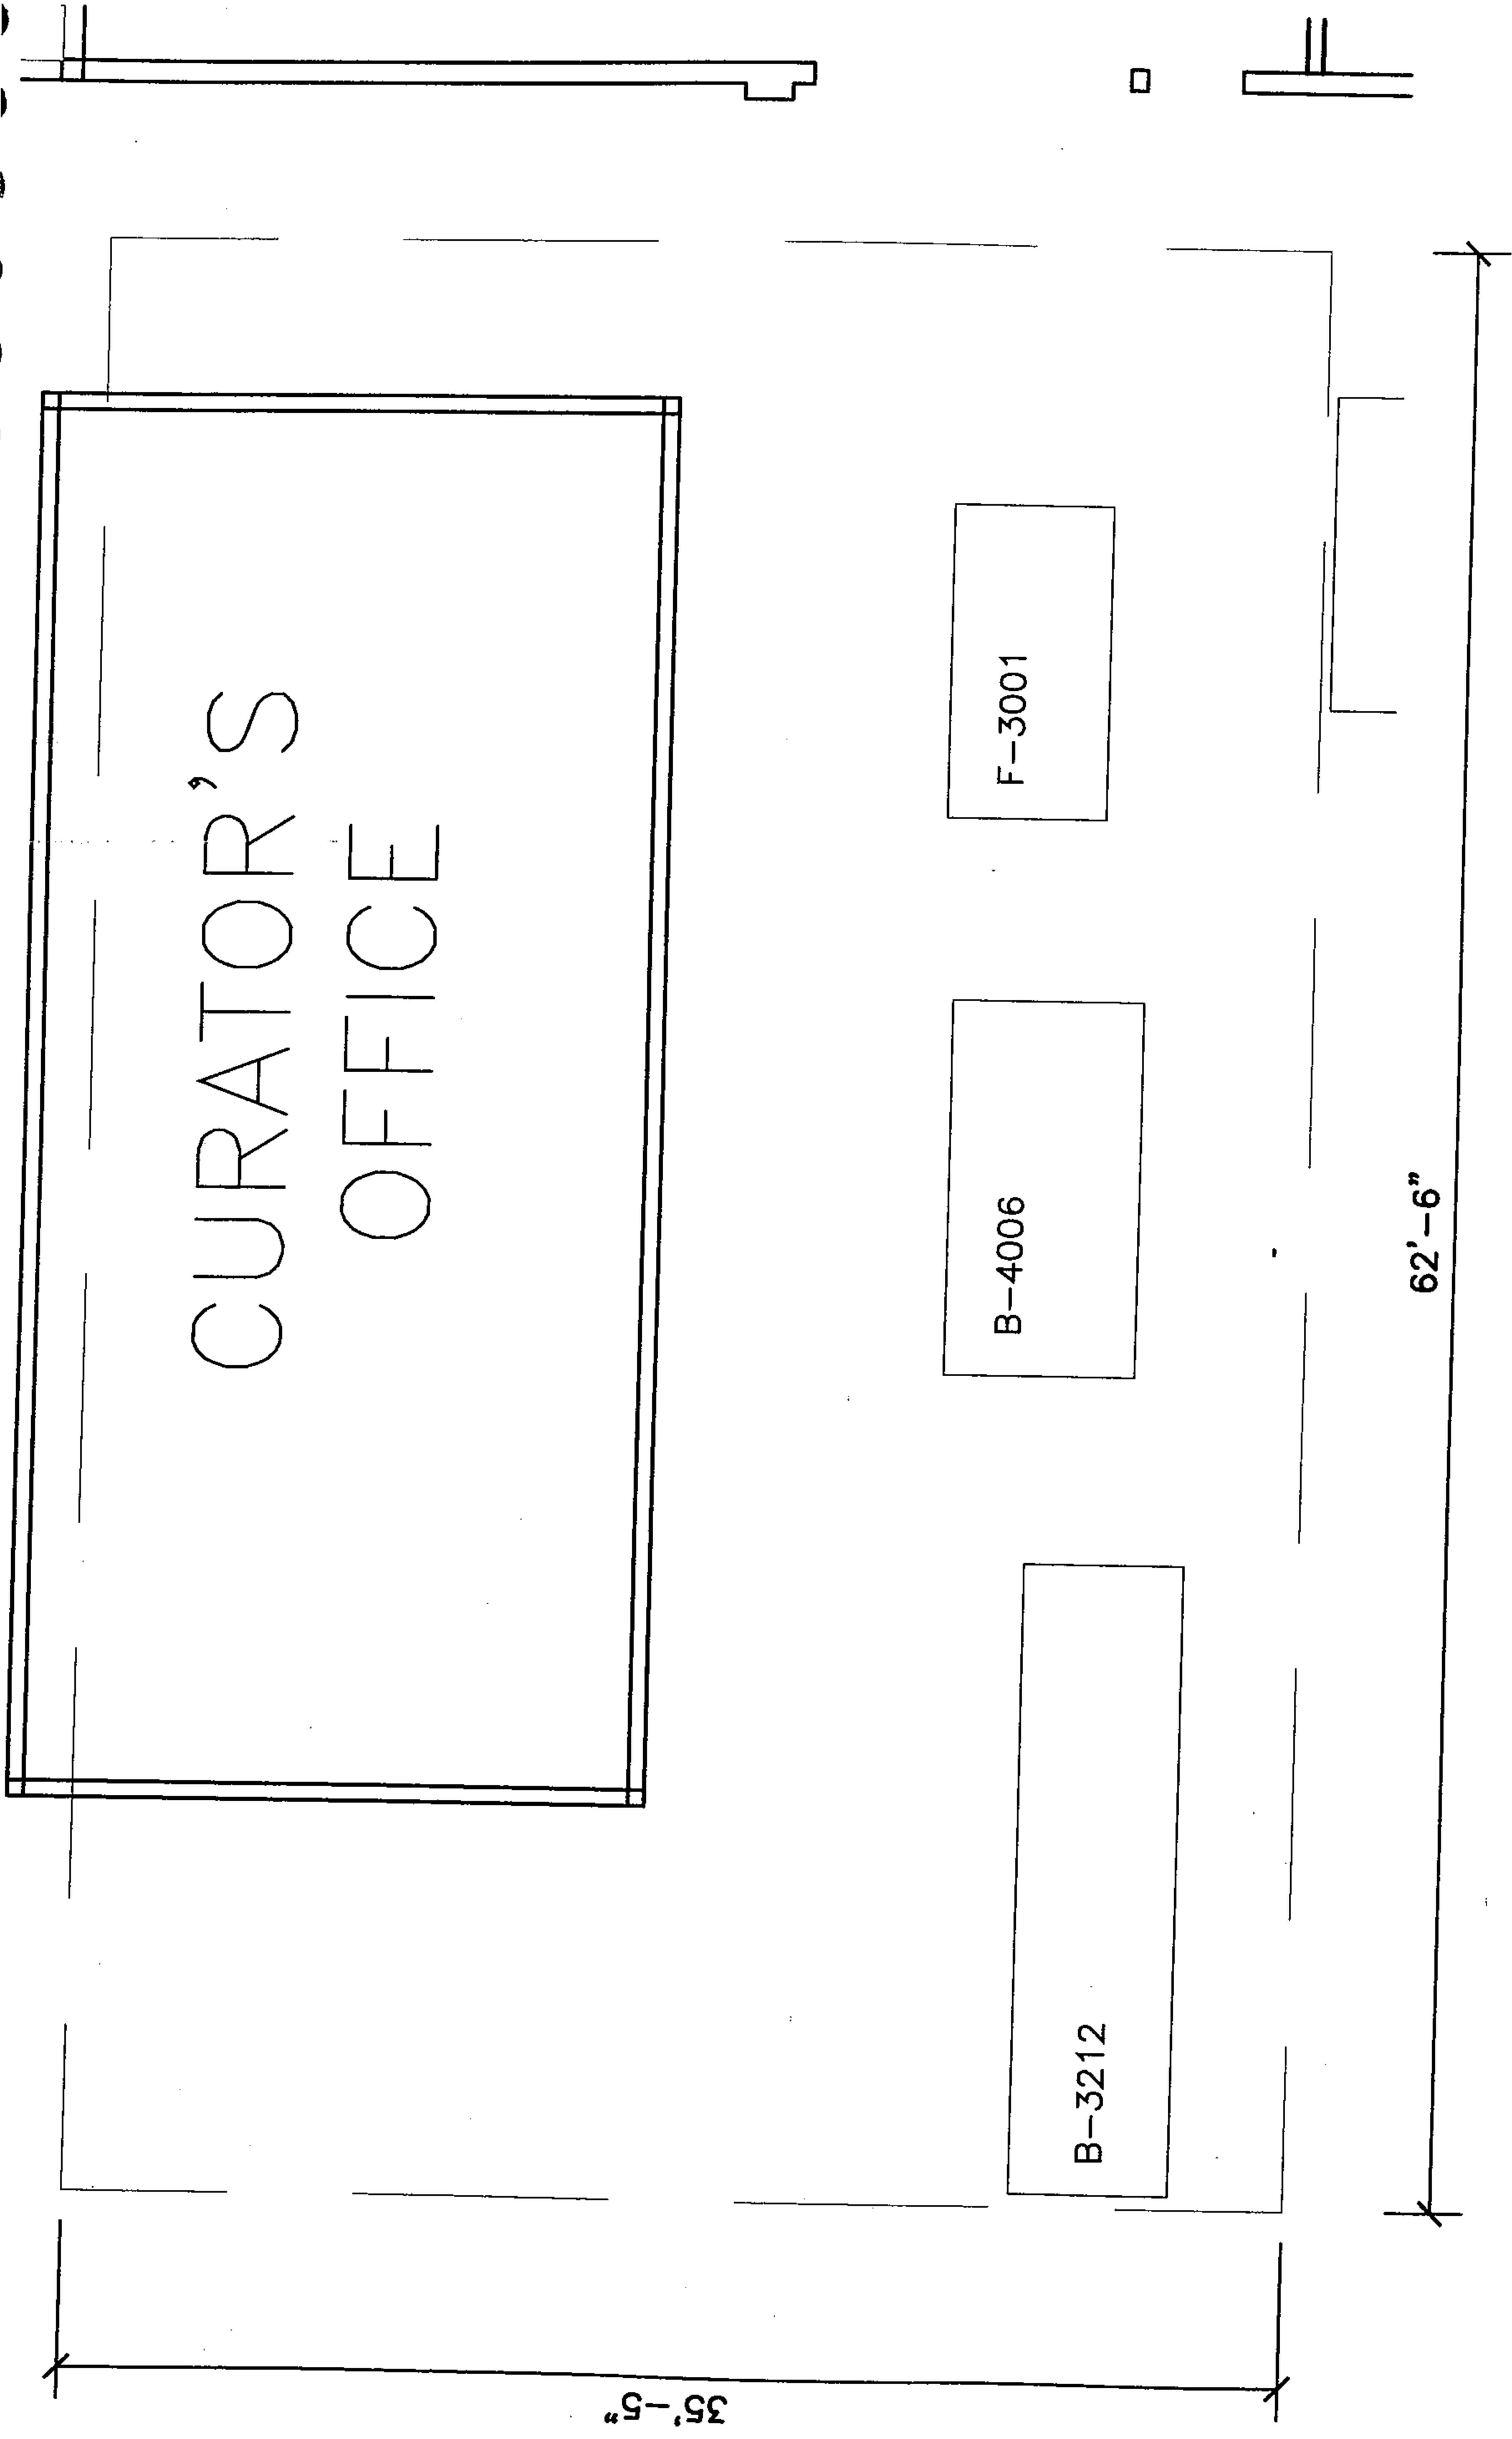 CURATOR'S
OFFICE
B-3212
B-4006
F-3001
62'-6"
35'-5"